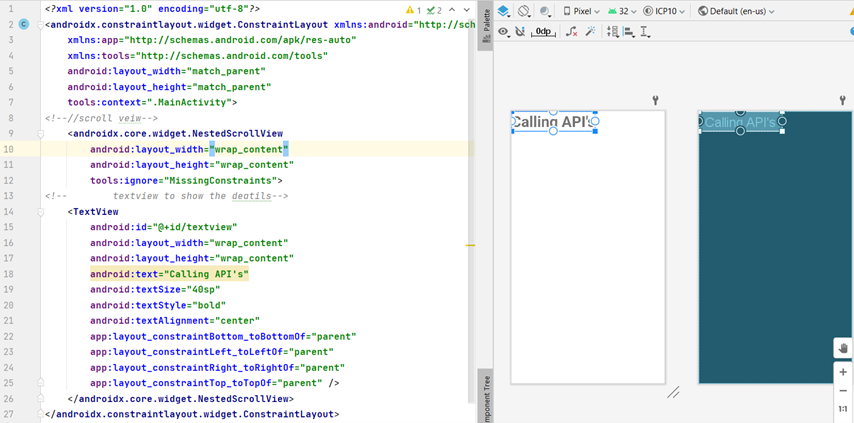 1 <?xml version="1.0" encoding="utf-8"?>
2 <androidx.constraintlayout.widget.ConstraintLayout xmlns:android="http://sch
3 xmlns:app="http://schemas.android.com/apk/res-auto"
4 xmlns:tools="http://schemas.android.com/tools"
5 android:layout_width="match_parent"
6 android:layout_height="match_parent"
7 tools:context=".MainActivity">
8 <!--//scroll veiw-->
9 <androidx.core.widget.NestedScrollView
10 android:layout_width="wrap_content"
11 android:layout_height="wrap_content"
12 tools:ignore="MissingConstraints">
13 <!-- textview to show the deatils-->
14 <TextView
15 android:id="@+id/textview"
16 android:layout_width="wrap_content"
17 android:layout_height="wrap_content"
18 android:text="Calling API's"
19 android:textSize="40sp"
20 android:textStyle="bold"
21 android:textAlignment="center"
22 app:layout_constraintBottom_toBottomOf="parent"
23 app:layout_constraintLeft_toLeftOf="parent"
24 app:layout_constraintRight_toRightOf="parent"
25 app:layout_constraintTop_toTopOf="parent" />
26 </androidx.core.widget.NestedScrollView>
27 </androidx.constraintlayout.widget.ConstraintLayout>
1 2
C
Palette
Pixel 32 ICP10 Default (en-us)
0dp
Calling API's
Calling API's
mponent Tree
1:1